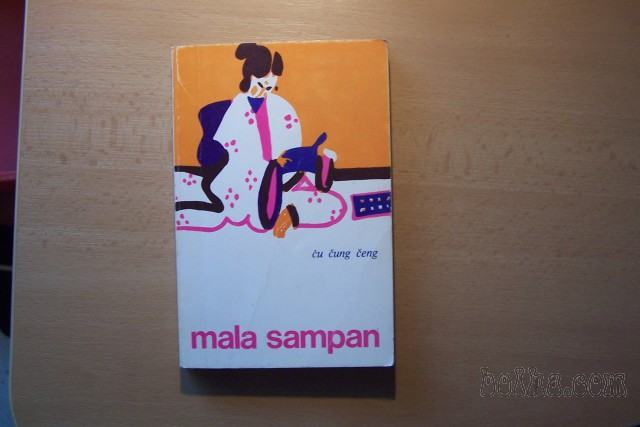 ču čung čeng
mala sampan
bolha.com